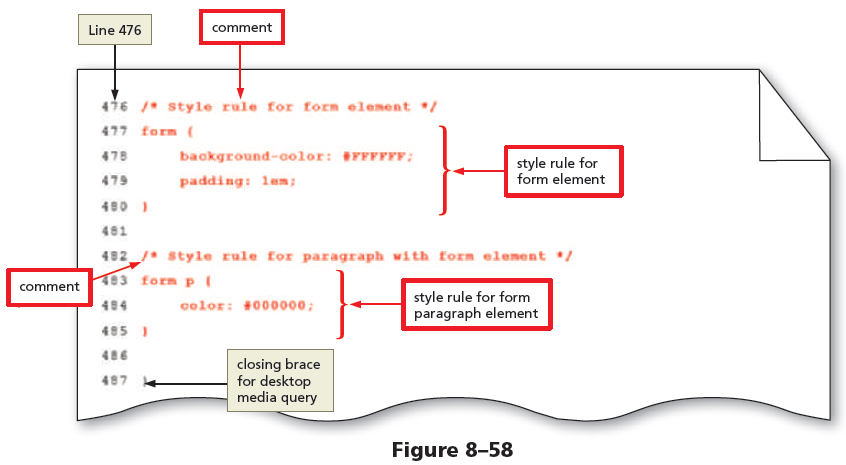 Line 476
comment
476 /* Style rule for form element */
477 form {
478 background-color: #FFFFFF;
479 padding: 1em;
480 }
style rule for
form element
481
482 /* Style rule for paragraph with form element */
comment
483 form p {
484 color: #000000;
485 }
style rule for form
paragraph element
486
487 }
closing brace
for desktop
media query
Figure 8–58